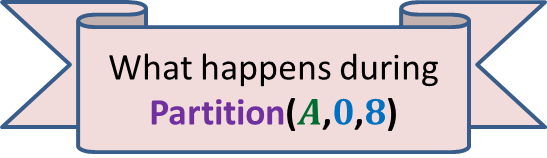 What happens during
Partition(A,0,8)